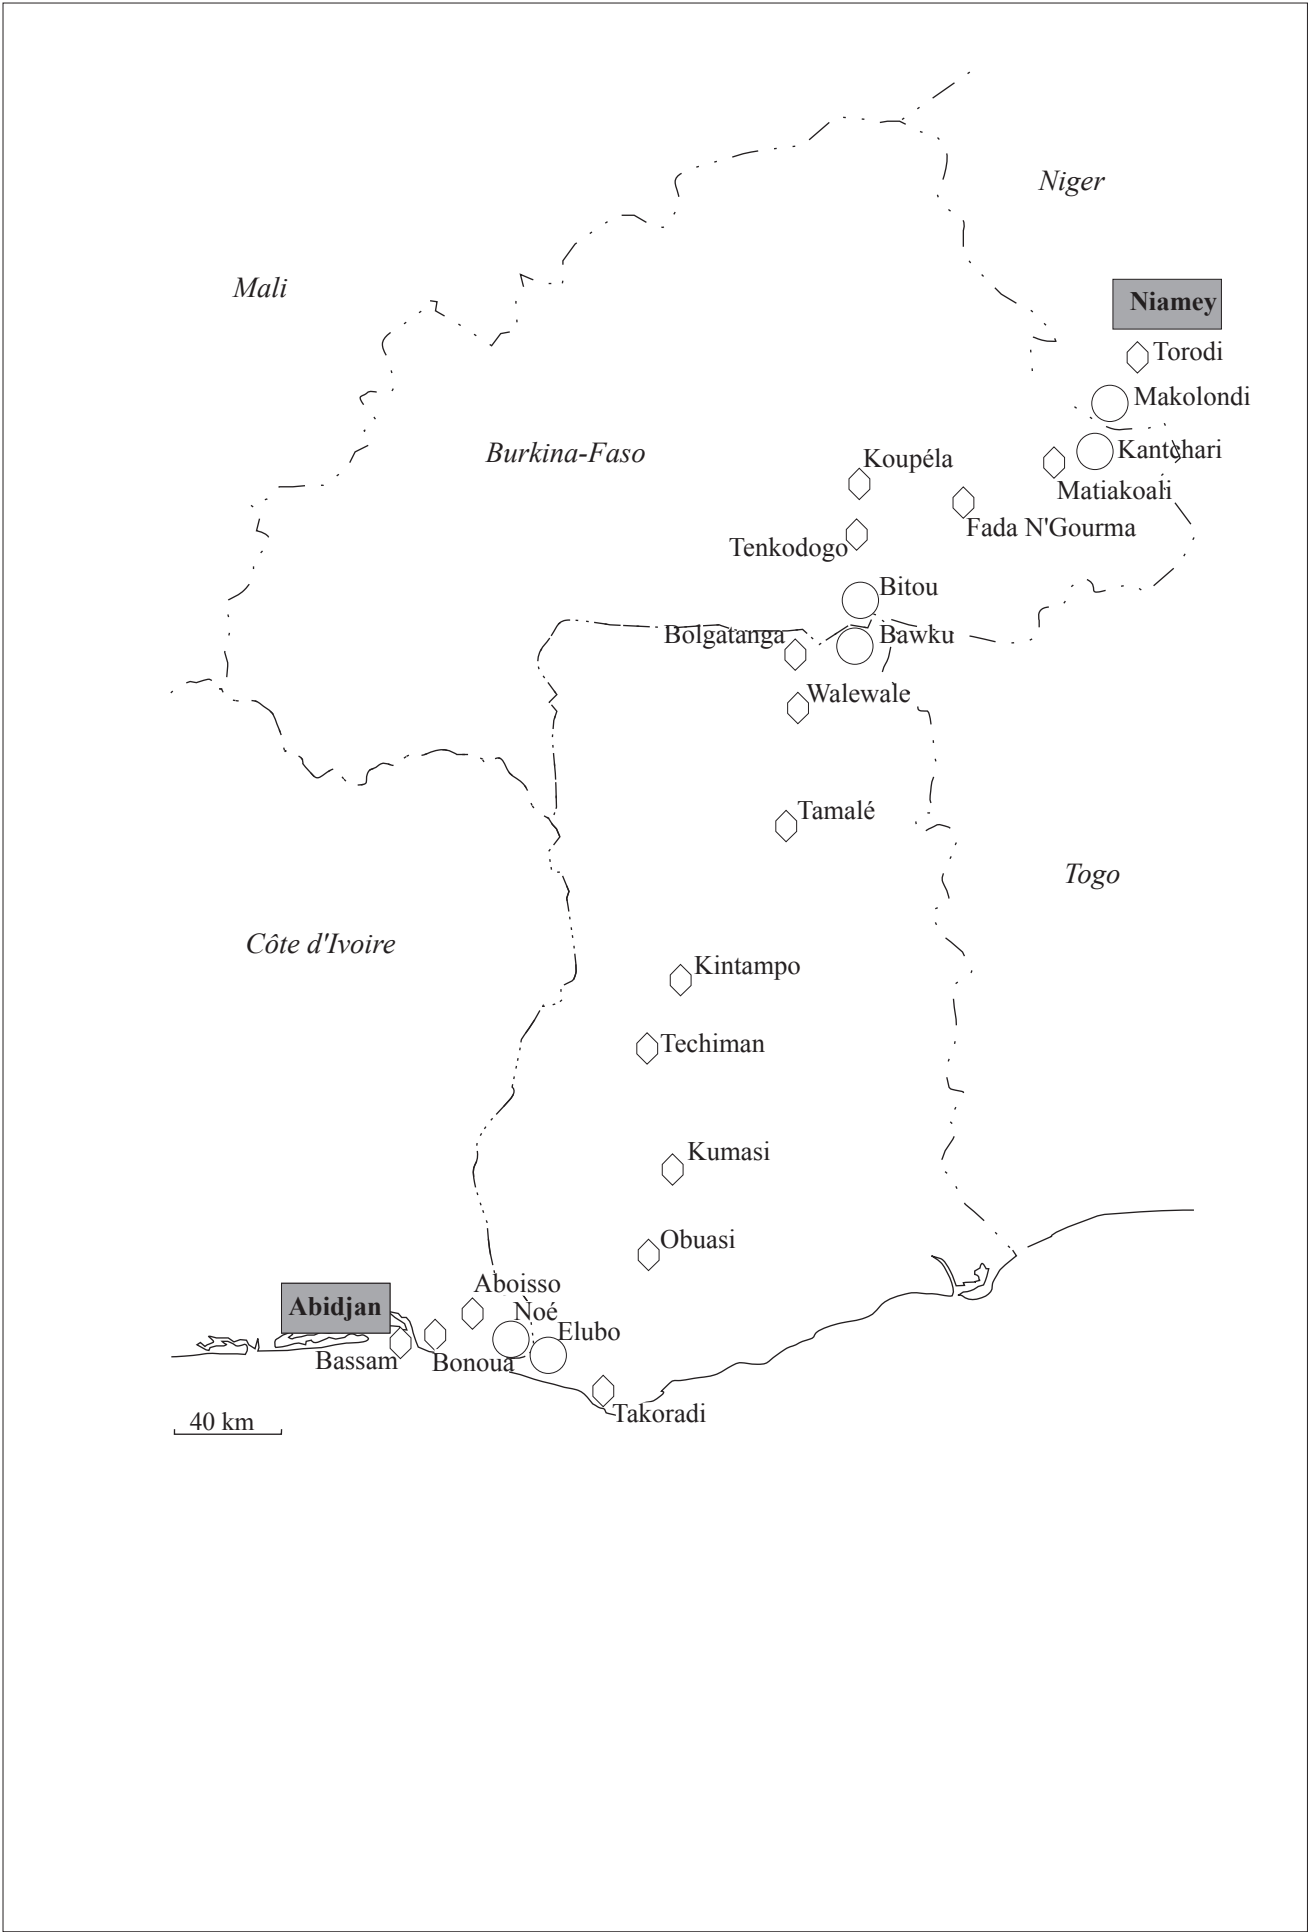 Niger
Mali
Niamey
Torodi
Makolondi
Burkina-Faso
Koupéla
Kantchari
Matiakoali
Fada N'Gourma
Tenkodogo
Bitou
Bolgatanga
Bawku
Walewale
Tamalé
Togo
Côte d'Ivoire
Kintampo
Techiman
Kumasi
Obuasi
Aboisso
Abidjan
Noé
Elubo
Bassam
Bonoua
Takoradi
40 km